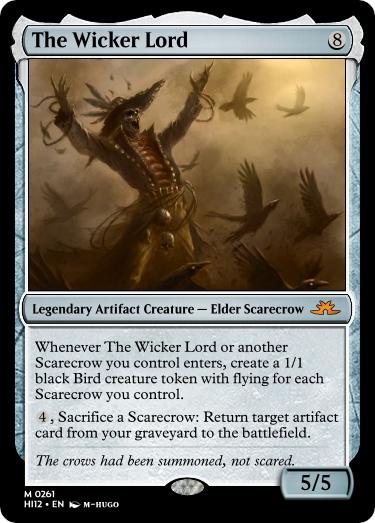 The Wicker Lord 8
Legendary Artifact Creature — Elder Scarecrow
Whenever The Wicker Lord or another
Scarecrow you control enters, create a 1/1
black Bird creature token with flying for each
Scarecrow you control.
4 , Sacrifice a Scarecrow: Return target artifact
card from your graveyard to the battlefield.
The crows had been summoned, not scared.
5/5
M 0261
HI12 • EN M-HUGO